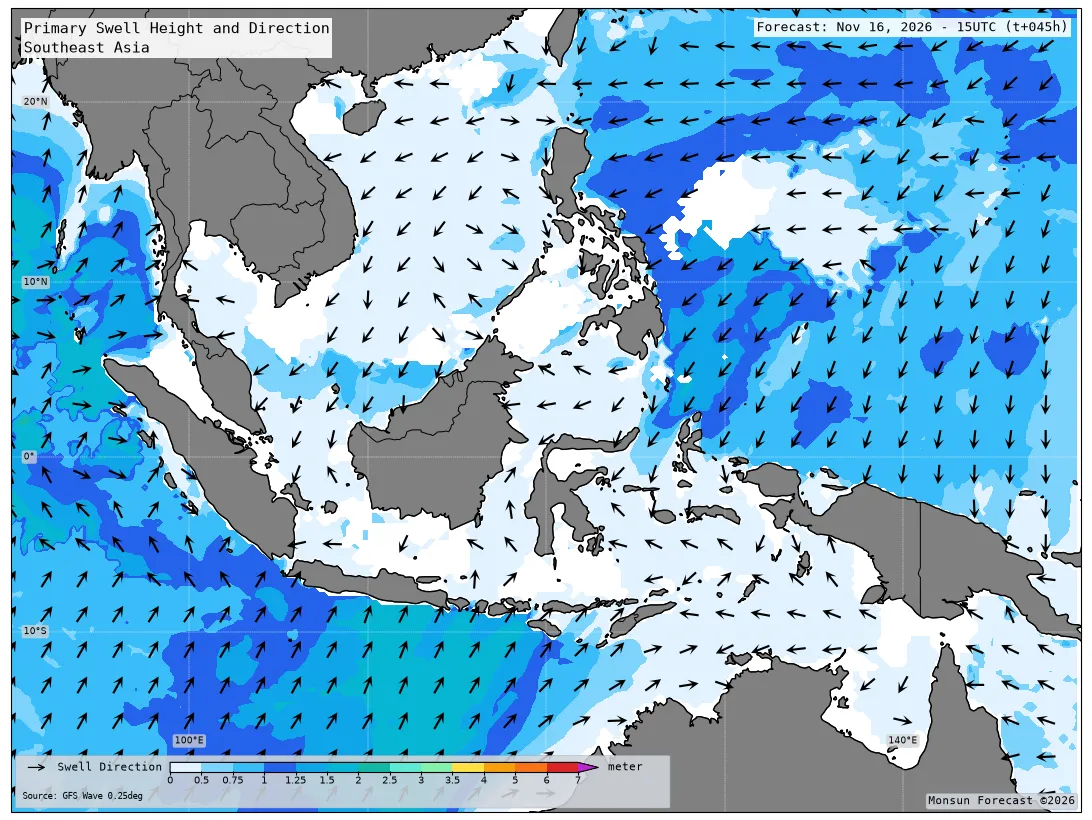 Primary Swell Height and Direction
Southeast Asia
Forecast: Nov 16, 2026 - 15UTC (t+045h)
20°N
10°N
0°
10°S
100°E
140°E
Swell Direction
0 0.5 0.75 1 1.25 1.5 2 2.5 3 3.5 4 5 6 7
meter
Source: GFS Wave 0.25deg
Monsun Forecast ©2026